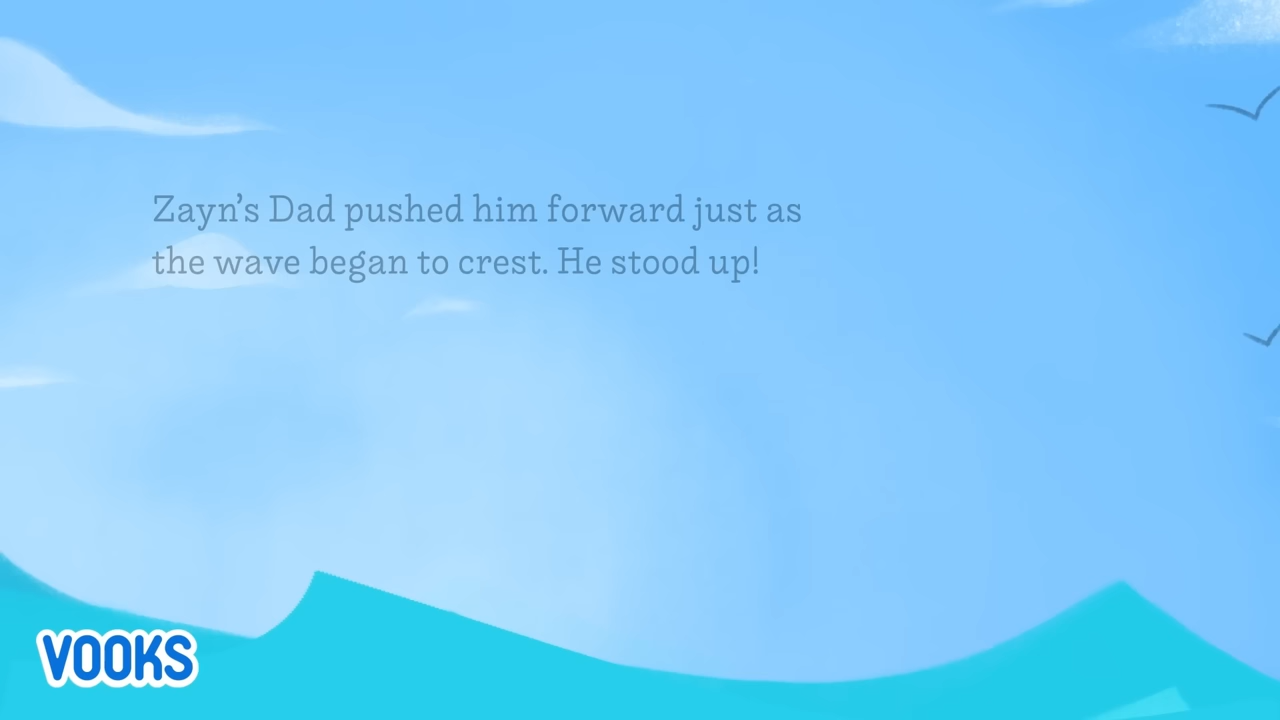 Zayn’s Dad pushed him forward just as
the wave began to crest. He stood up!
VOOKS